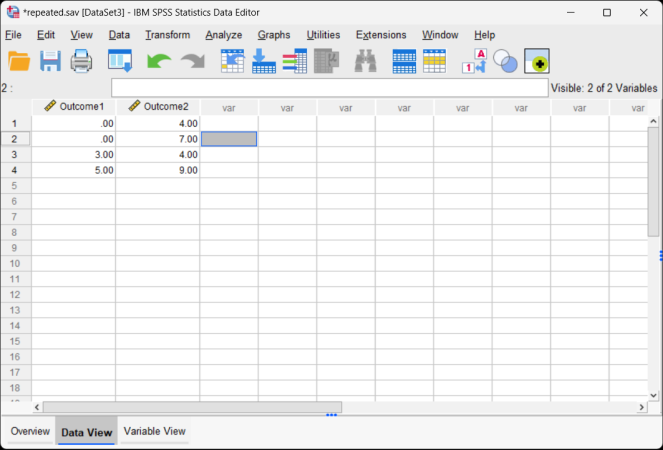 *repeated.sav [DataSet3] - IBM SPSS Statistics Data Editor
File Edit View Data Transform Analyze Graphs Utilities Extensions Window Help
A
1
2 : Visible: 2 of 2 Variables
Outcome1 Outcome2 var var var var var var var var
1 .00 4.00
2 .00 7.00
3 3.00 4.00
4 5.00 9.00
5
6
7
8
9
10
11
12
13
14
15
16
17
18
Overview Data View Variable View